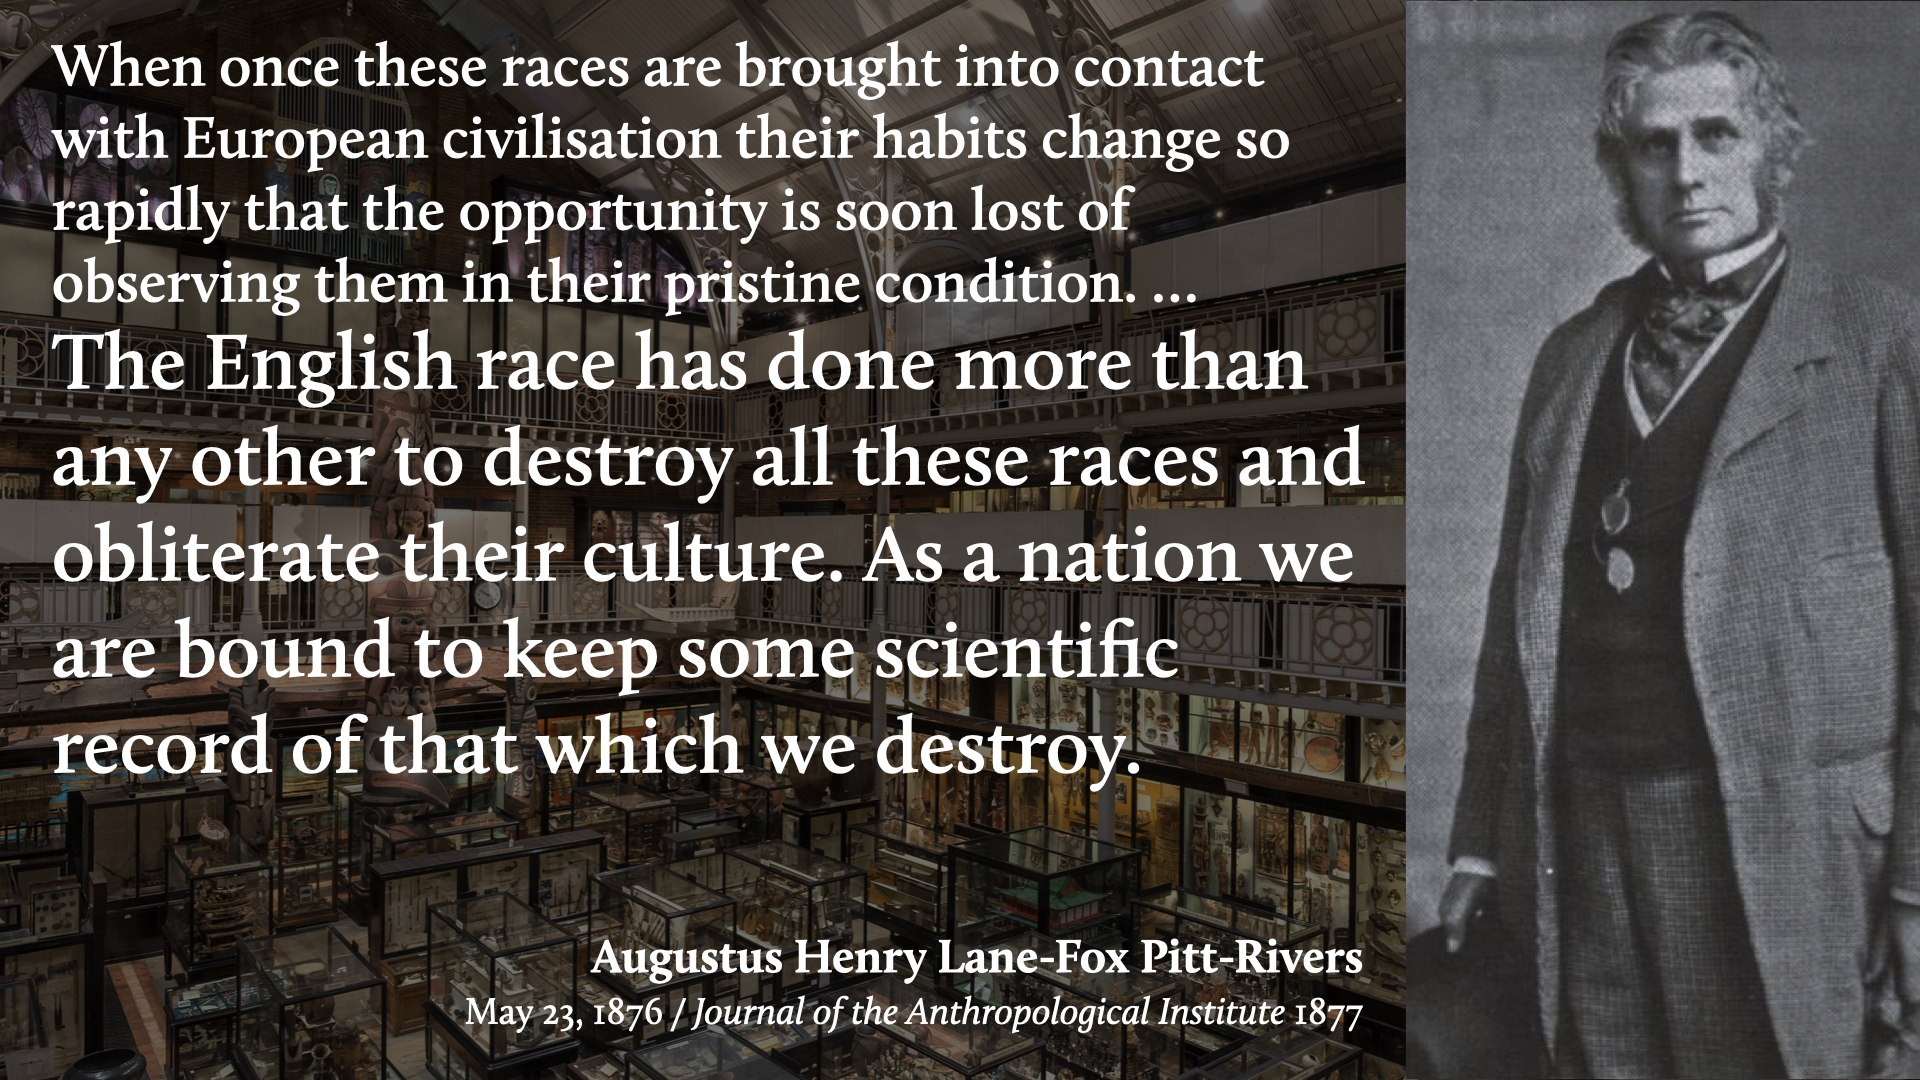 When once these races are brought into contact
with European civilisation their habits change so
rapidly that the opportunity is soon lost of
observing them in their pristine condition. ...
The English race has done more than
any other to destroy all these races and
obliterate their culture. As a nation we
are bound to keep some scientific
record of that which we destroy.
Augustus Henry Lane-Fox Pitt-Rivers
May 23, 1876 / Journal of the Anthropological Institute 1877